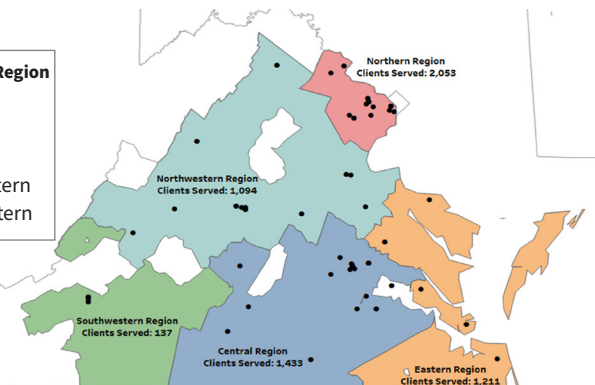 Region
tern
tern
Northern Region
Clients Served: 2,053
Northwestern Region
Clients Served: 1,094
Southwestern Region
Clients Served: 137
Central Region
Clients Served: 1,433
Eastern Region
Clients Served: 1,211